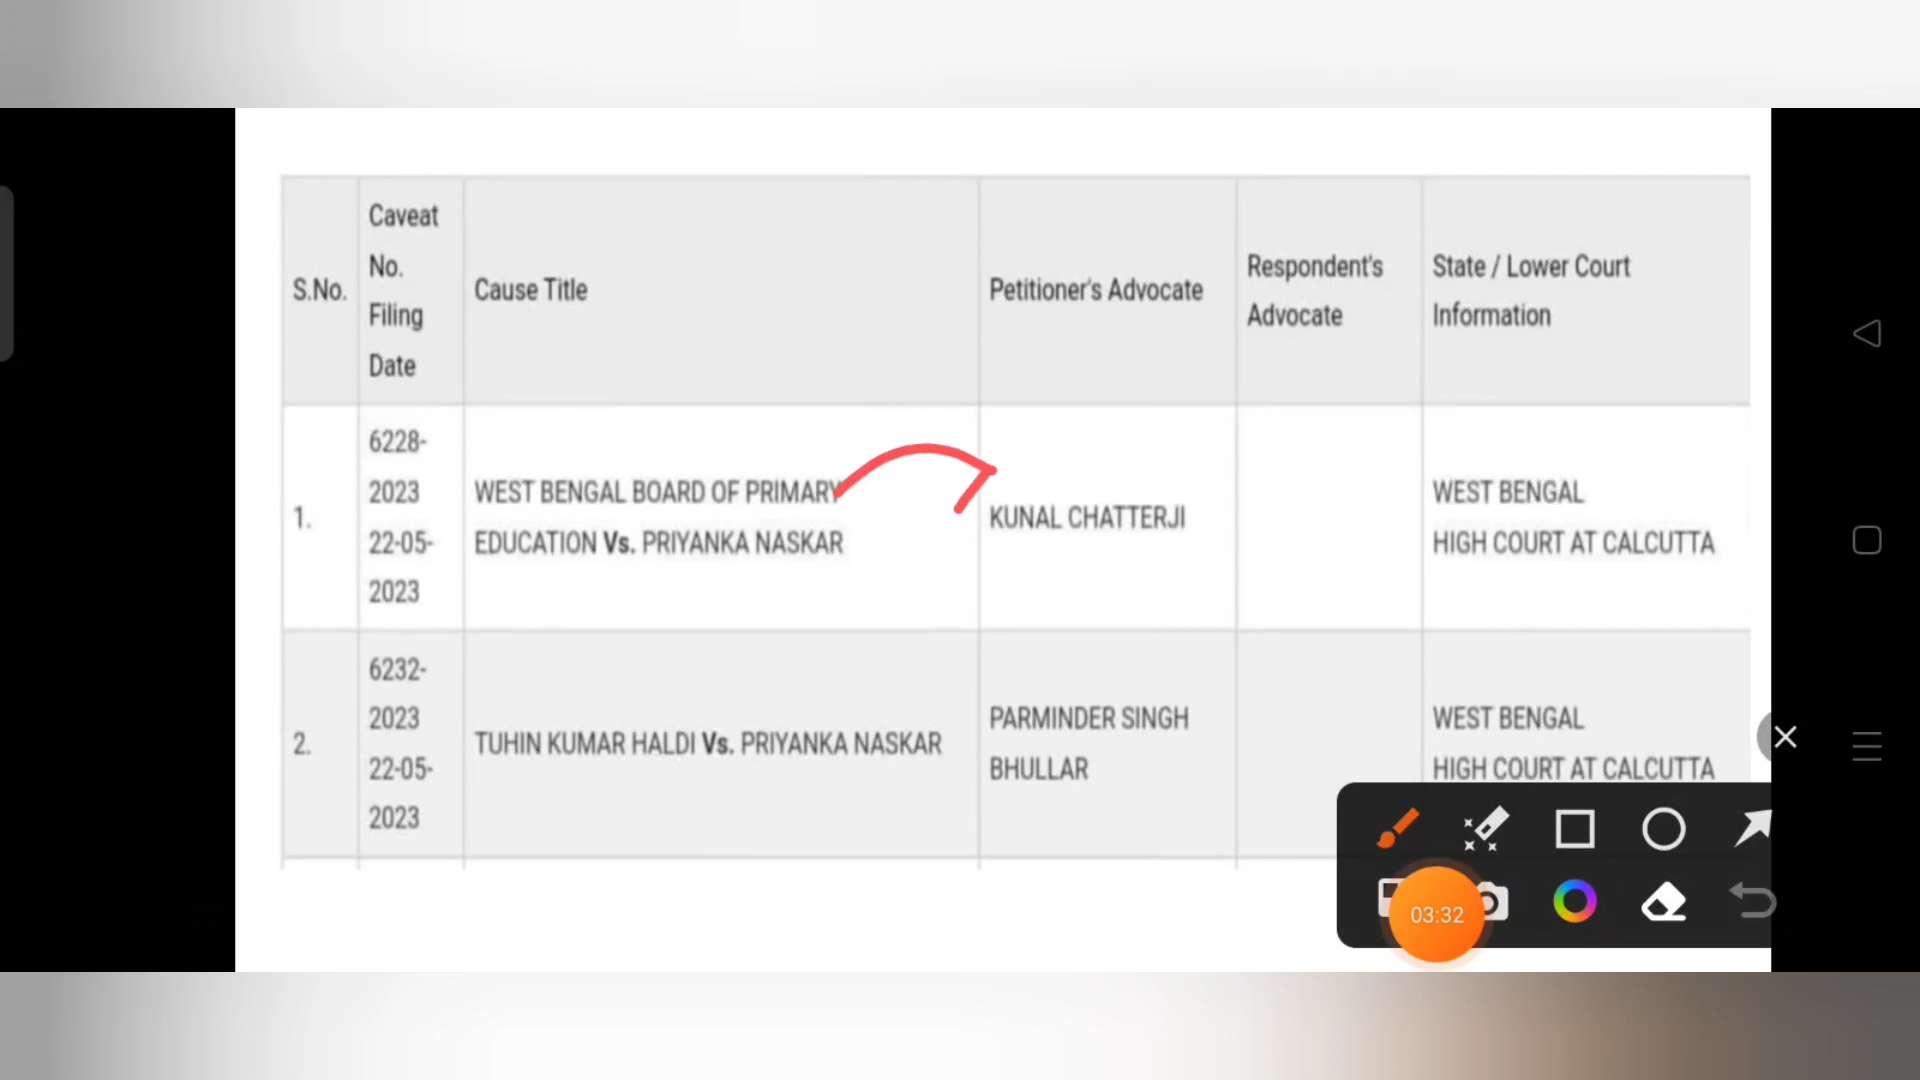 S.No.
Caveat
No.
Filing
Date
Cause Title
Petitioner's Advocate
Respondent's
Advocate
State / Lower Court
Information
1.
6228-
2023
22-05-
2023
WEST BENGAL BOARD OF PRIMARY
EDUCATION Vs. PRIYANKA NASKAR
KUNAL CHATTERJI
WEST BENGAL
HIGH COURT AT CALCUTTA
2.
6232-
2023
22-05-
2023
TUHIN KUMAR HALDI Vs. PRIYANKA NASKAR
PARMINDER SINGH
BHULLAR
WEST BENGAL
HIGH COURT AT CALCUTTA
03:32